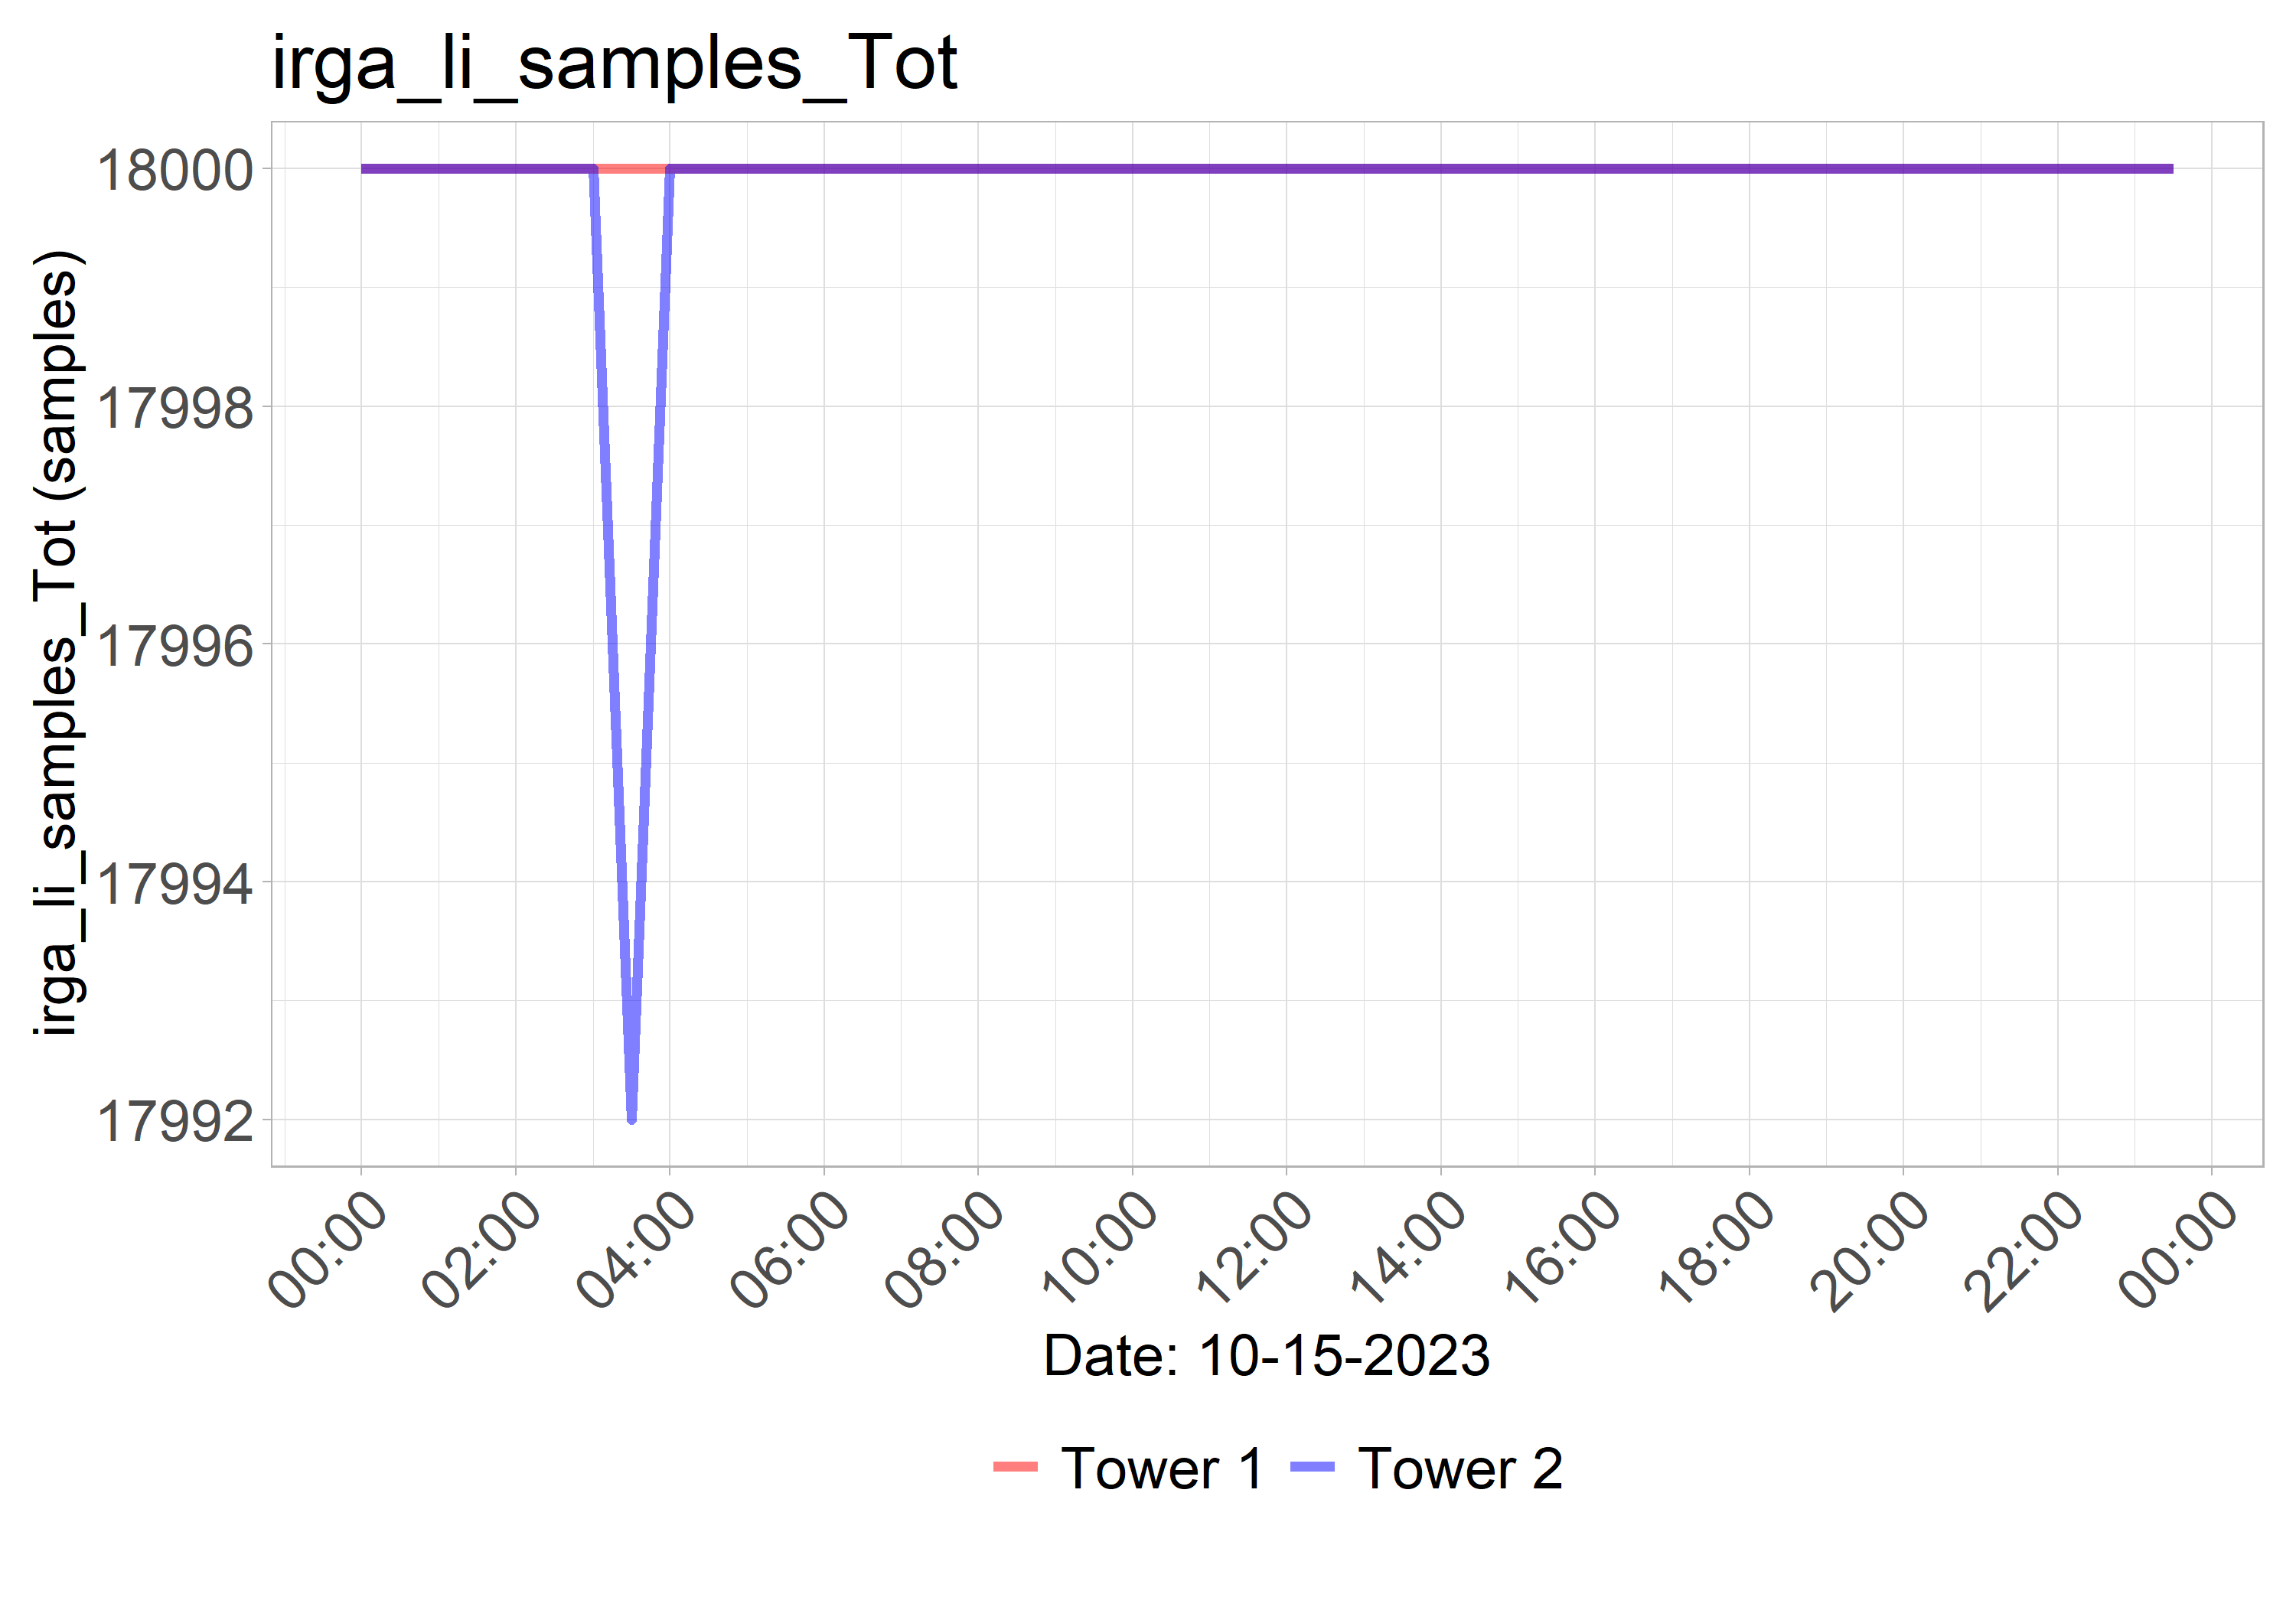 irga_li_samples_Tot
irga_li_samples_Tot (samples)
18000
17998
17996
17994
17992
00:00 02:00 04:00 06:00 08:00 10:00 12:00 14:00 16:00 18:00 20:00 22:00 00:00
Date: 10-15-2023
Tower 1 Tower 2